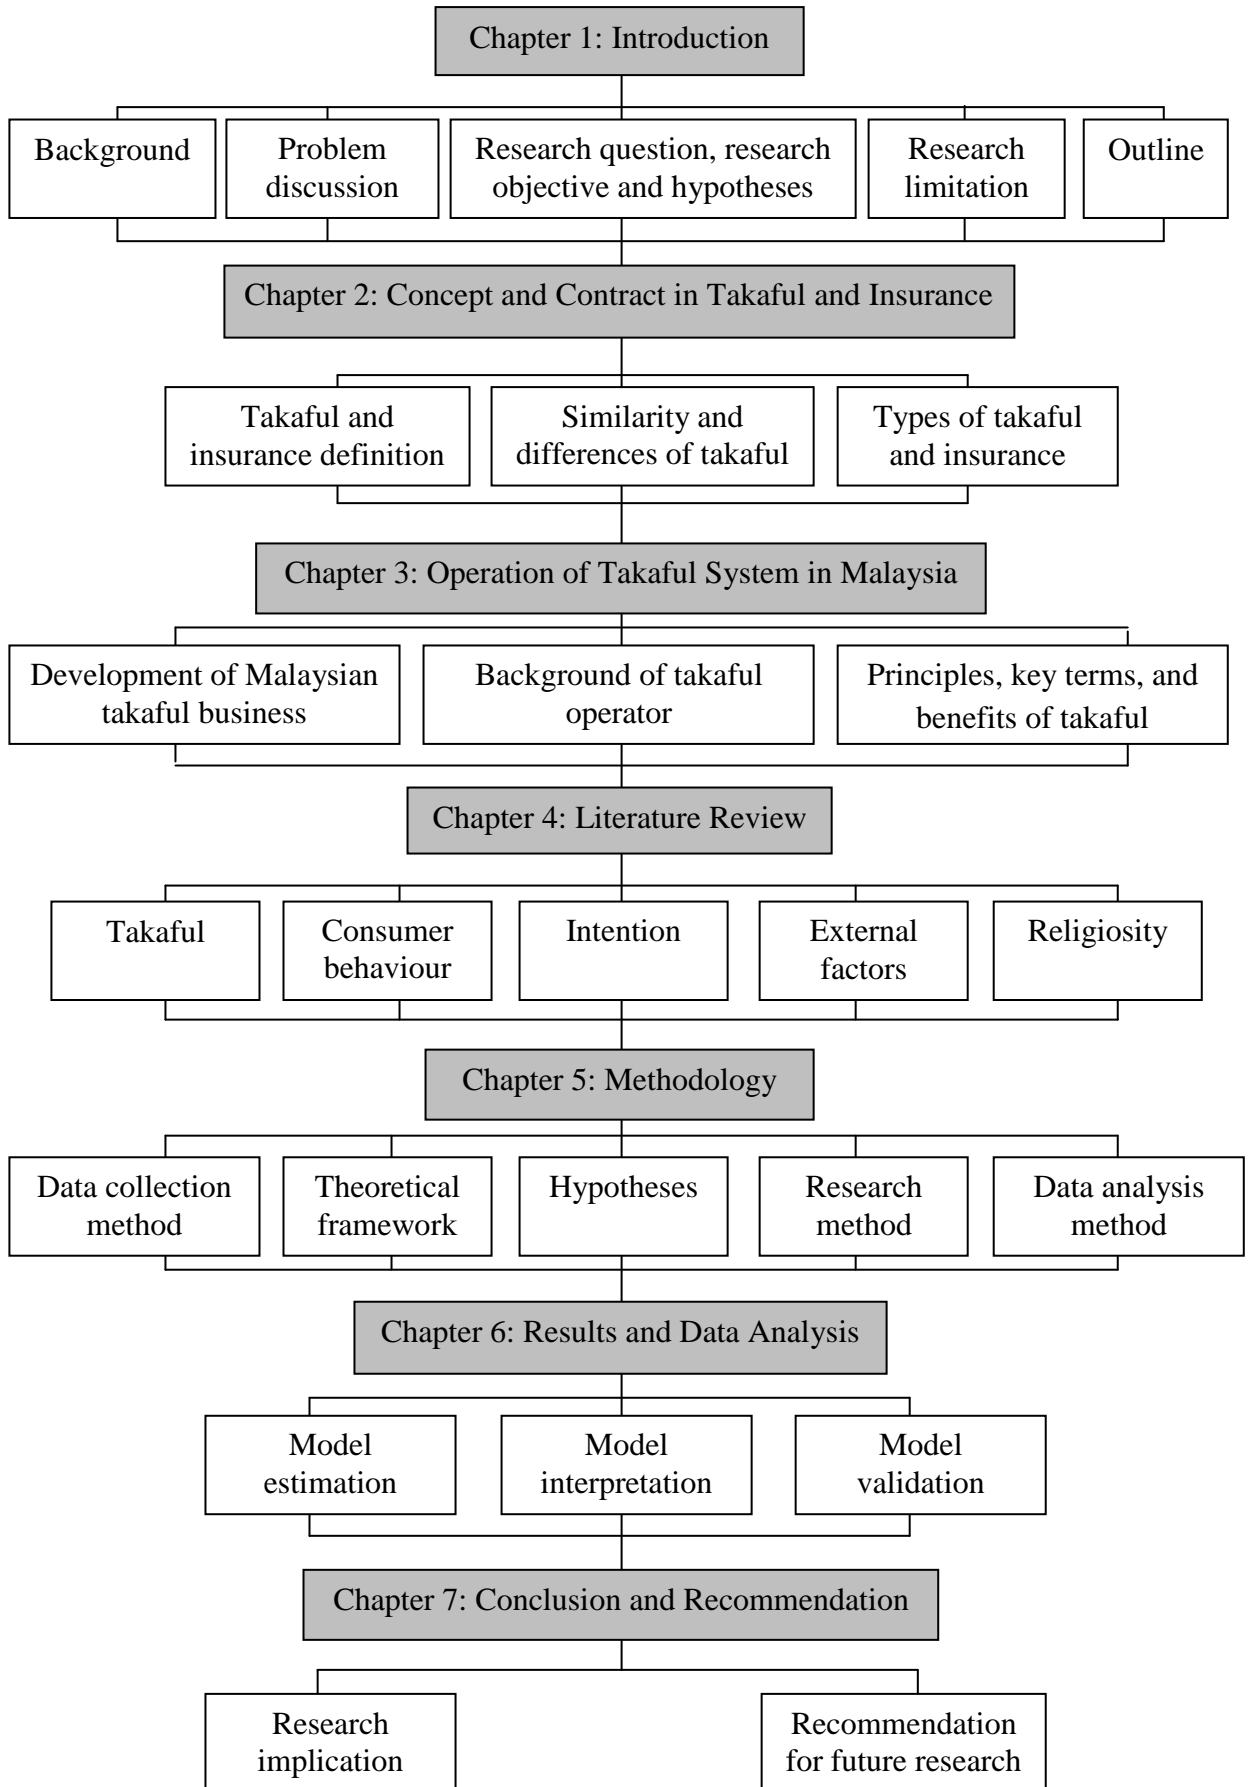 Chapter 1: Introduction
Background
Problem
discussion
Research question, research
objective and hypotheses
Research
limitation
Outline
Chapter 2: Concept and Contract in Takaful and Insurance
Takaful and
insurance definition
Similarity and
differences of takaful
Types of takaful
and insurance
Chapter 3: Operation of Takaful System in Malaysia
Development of Malaysian
takaful business
Background of takaful
operator
Principles, key terms, and
benefits of takaful
Chapter 4: Literature Review
Takaful
Consumer
behaviour
Intention
External
factors
Religiosity
Chapter 5: Methodology
Data collection
method
Theoretical
framework
Hypotheses
Research
method
Data analysis
method
Chapter 6: Results and Data Analysis
Model
estimation
Model
interpretation
Model
validation
Chapter 7: Conclusion and Recommendation
Research
implication
Recommendation
for future research